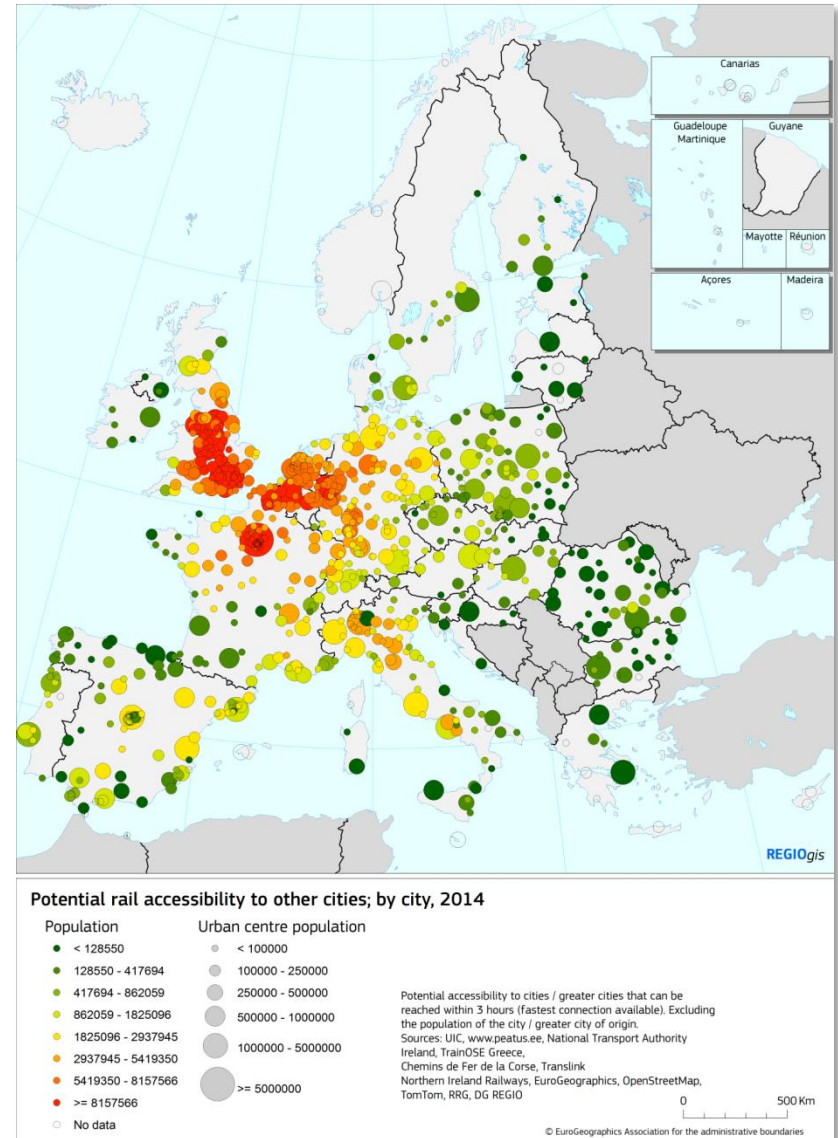 Canarias
Guadeloupe
Martinique
Guyane
Mayotte
Réunion
Açores
Madeira
REGIOgis
Potential rail accessibility to other cities; by city, 2014
Population
< 128550
128550 - 417694
417694 - 862059
862059 - 1825096
1825096 - 2937945
2937945 - 5419350
5419350 - 8157566
>= 8157566
No data
Urban centre population
< 100000
100000 - 250000
250000 - 500000
500000 - 1000000
1000000 - 5000000
>= 5000000
Potential accessibility to cities / greater cities that can be
reached within 3 hours (fastest connection available). Excluding
the population of the city / greater city of origin.
Sources: UIC, www.peatus.ee, National Transport Authority
Ireland, TrainOSE Greece,
Chemins de Fer de la Corse, Translink
Northern Ireland Railways, EuroGeographics, OpenStreetMap,
TomTom, RRG, DG REGIO
0 500 Km
© EuroGeographics Association for the administrative boundaries